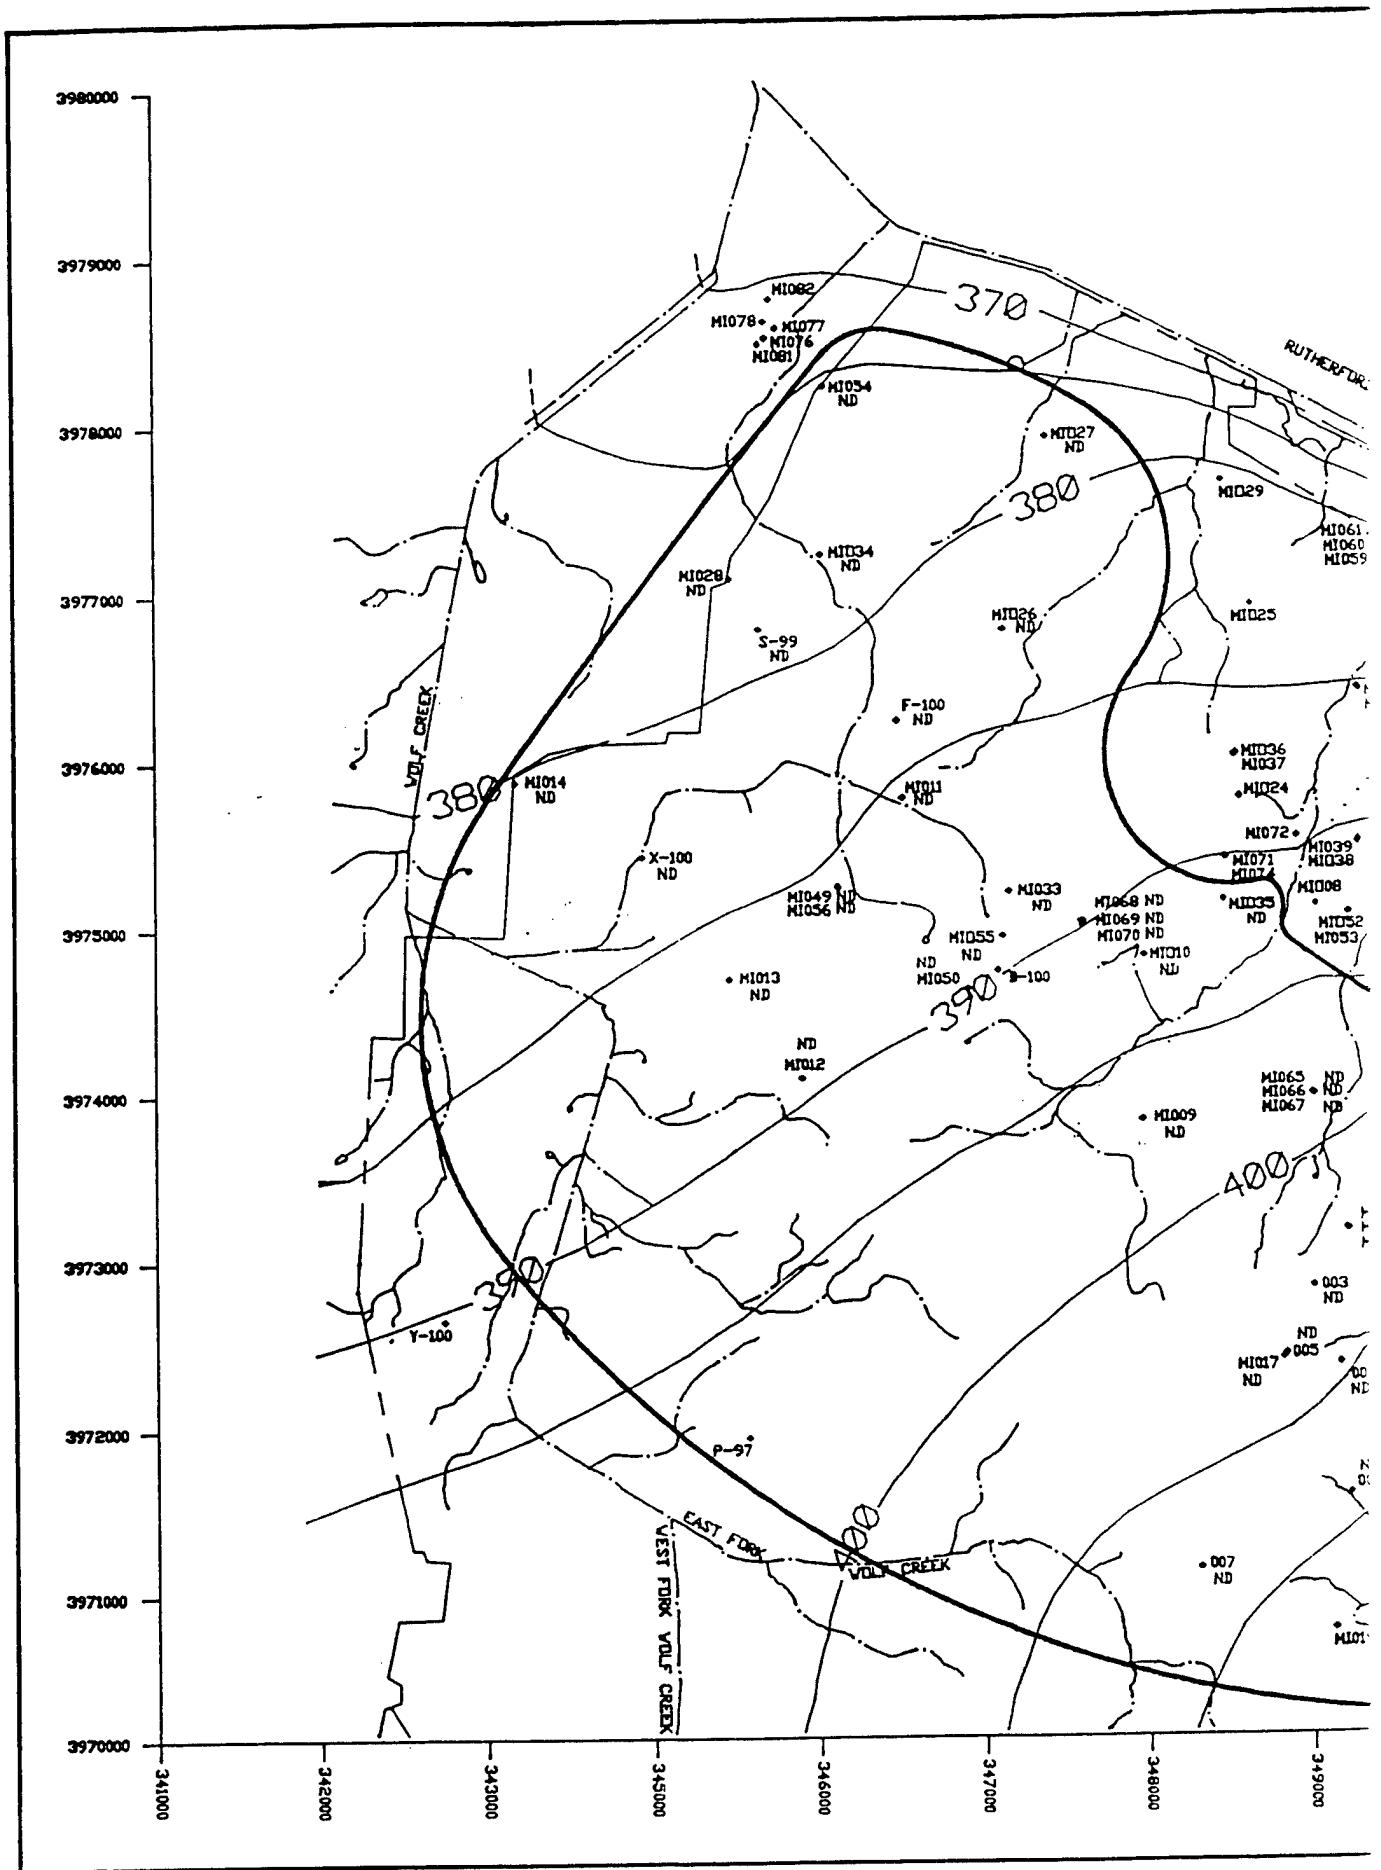 3980000
3979000
3978000
3977000
3976000
3975000
3974000
3973000
3972000
3971000
3970000
341000
342000
343000
345000
346000
347000
348000
349000
370
380
380
390
390
400
400
MI082
MI078
MI077
MI076
MI081
MI054
ND
MI027
ND
MI029
MI061
MI060
MI059
MI034
ND
MI028
ND
MI025
MI026
ND
S-99
ND
F-100
ND
WOLF CREEK
MI036
MI037
MI014
ND
MI011
ND
MI024
MI072
MI039
MI038
X-100
ND
MI071
MI074
MI008
MI049 ND
MI056 ND
MI033
ND
MI068 ND
MI069 ND
MI070 ND
MI035
ND
MI052
MI053
MI055
ND
MI010
ND
ND
MI050
B-100
MI013
ND
ND
MI012
MI065 ND
MI066 ND
MI067 ND
MI009
ND
003
ND
Y-100
ND
005
MI017
ND
ND
P-97
EAST FORK
WOLF CREEK
WEST FORK WOLF CREEK
007
ND